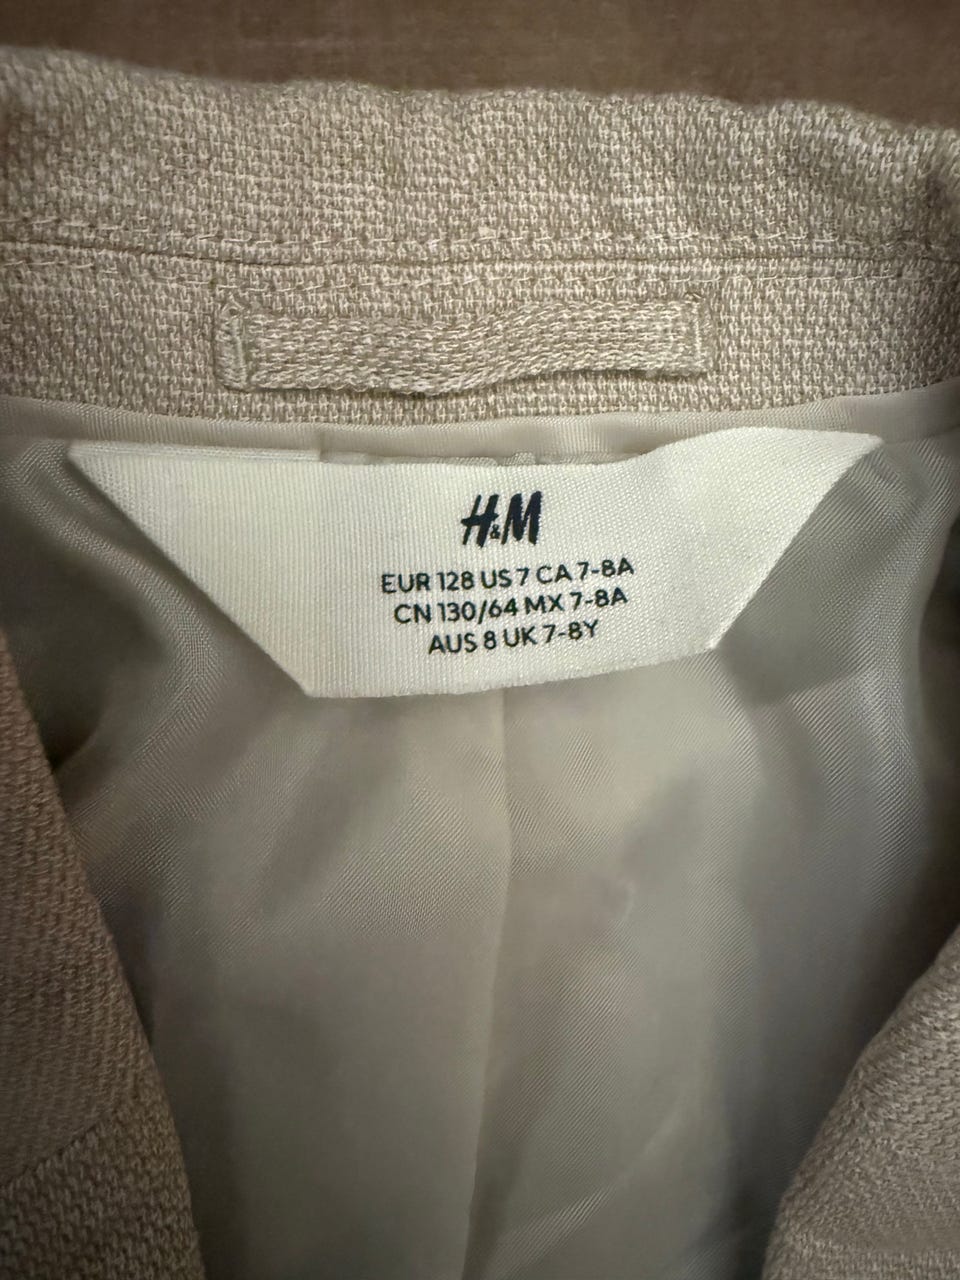 H&M
EUR 128 US 7 CA 7-8A
CN 130/64 MX 7-8A
AUS 8 UK 7-8Y